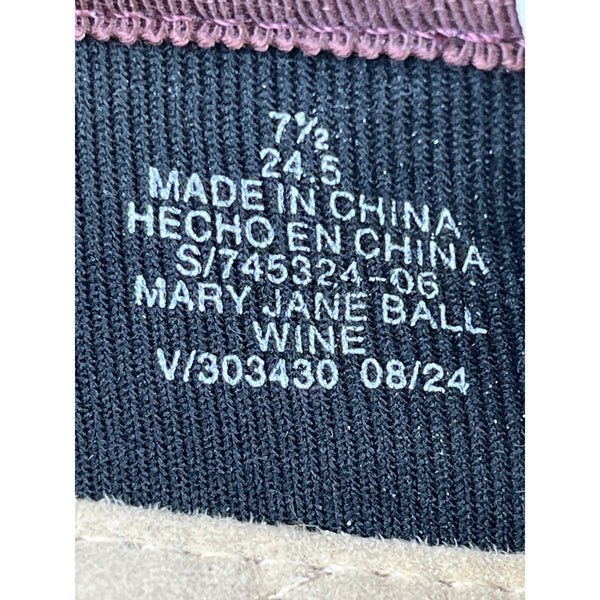 7½
24.5
MADE IN CHINA
HECHO EN CHINA
S/745324-06
MARY JANE BALL
WINE
V/303430 08/24